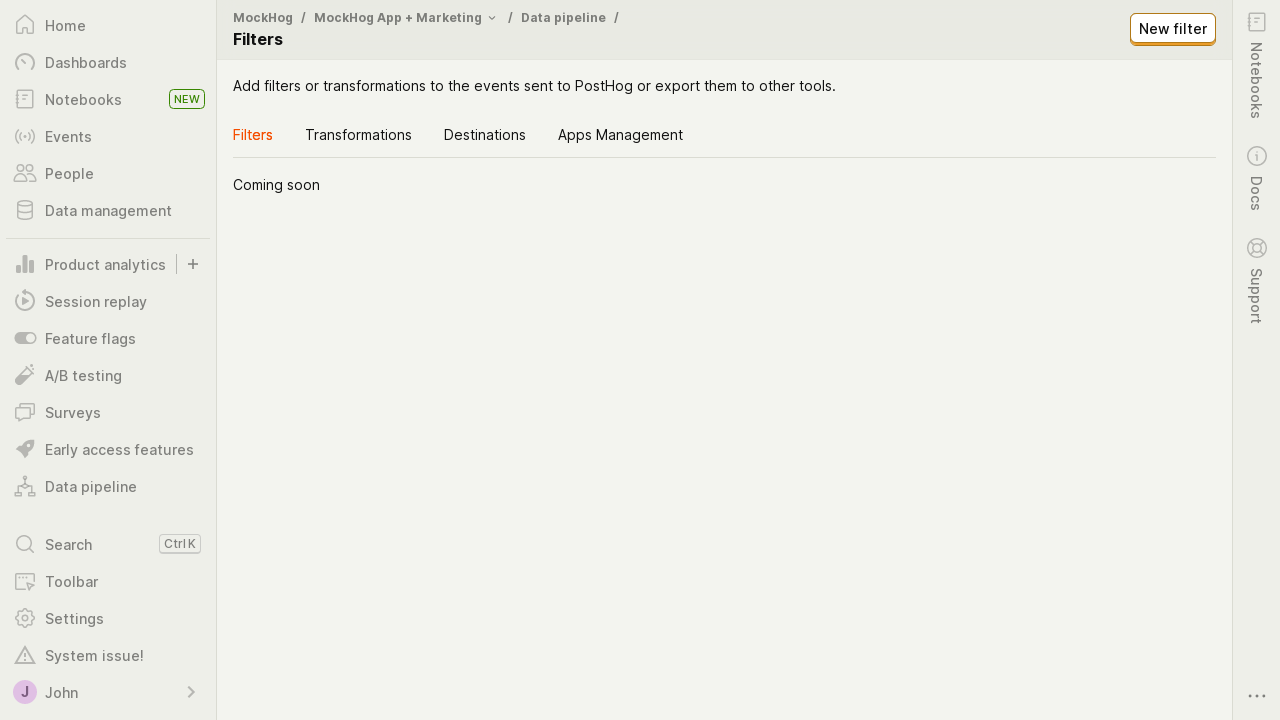 Home
Dashboards
Notebooks NEW
Events
People
Data management
Product analytics
Session replay
Feature flags
A/B testing
Surveys
Early access features
Data pipeline
Search Ctrl K
Toolbar
Settings
System issue!
J John
MockHog / MockHog App + Marketing / Data pipeline /
Filters
New filter
Add filters or transformations to the events sent to PostHog or export them to other tools.
Filters Transformations Destinations Apps Management
Coming soon
Notebooks
Docs
Support